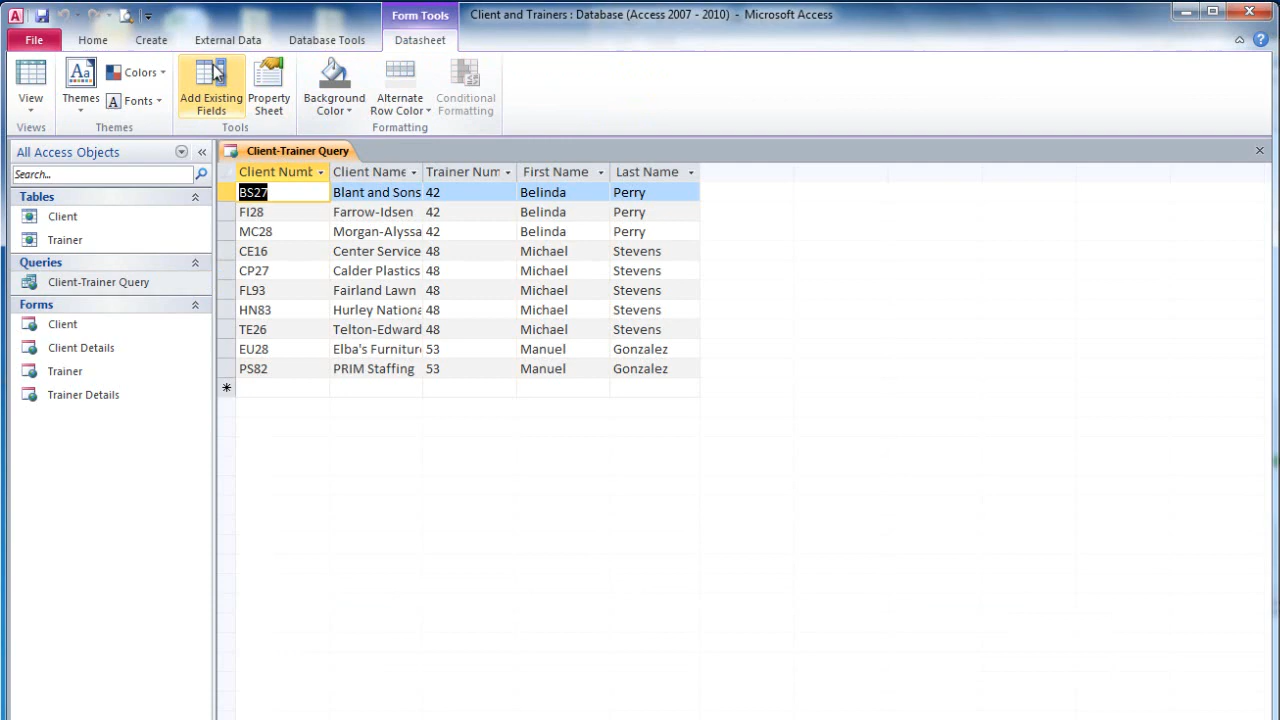 Form Tools
Client and Trainers : Database (Access 2007 - 2010) - Microsoft Access
File Home Create External Data Database Tools Datasheet
View
Views
Themes
Colors
Fonts
Themes
Add Existing Fields
Property Sheet
Tools
Background Color
Alternate Row Color
Conditional Formatting
Formatting
All Access Objects
Search...
Tables
Client
Trainer
Queries
Client-Trainer Query
Forms
Client
Client Details
Trainer
Trainer Details
Client-Trainer Query
Client Numb Client Name Trainer Num First Name Last Name
BS27 Blant and Sons 42 Belinda Perry
FI28 Farrow-Idsen 42 Belinda Perry
MC28 Morgan-Alyssa 42 Belinda Perry
CE16 Center Service 48 Michael Stevens
CP27 Calder Plastics 48 Michael Stevens
FL93 Fairland Lawn 48 Michael Stevens
HN83 Hurley Nationa 48 Michael Stevens
TE26 Telton-Edward 48 Michael Stevens
EU28 Elba's Furnitur 53 Manuel Gonzalez
PS82 PRIM Staffing 53 Manuel Gonzalez